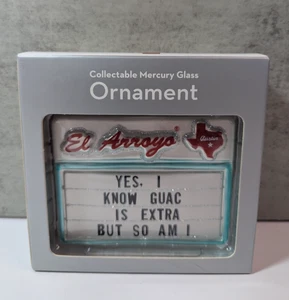 Collectable Mercury Glass
Ornament
El Arroyo®
Austin
YES, I
KNOW GUAC
IS EXTRA
BUT SO AM I